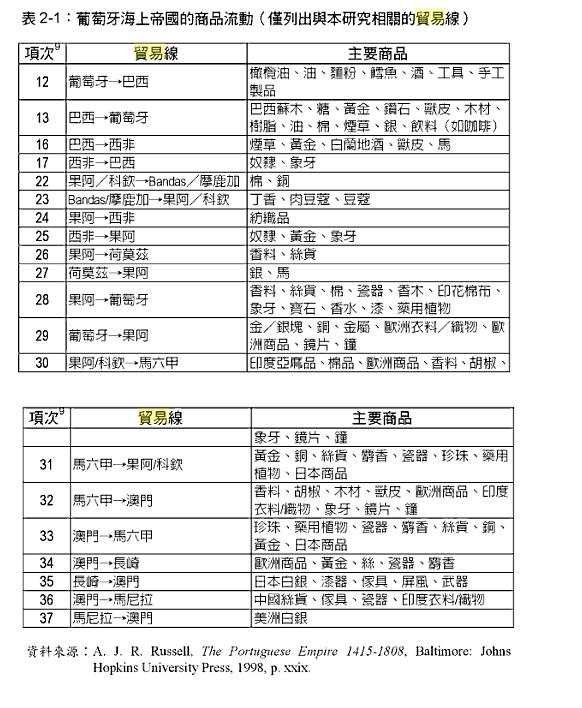 表 2-1：葡萄牙海上帝國的商品流動（僅列出與本研究相關的貿易線）
項次9 貿易線 主要商品
12 葡萄牙→巴西 橄欖油、油、麵粉、鱈魚、酒、工具、手工
製品
13 巴西→葡萄牙 巴西蘇木、糖、黃金、鑽石、獸皮、木材、
樹脂、油、棉、煙草、銀、飲料（如咖啡）
16 巴西→西非 煙草、黃金、白蘭地酒、獸皮、馬
17 西非→巴西 奴隸、象牙
22 果阿／科欽→Bandas／摩鹿加 棉、銅
23 Bandas/摩鹿加→果阿／科欽 丁香、肉豆蔻、豆蔻
24 果阿→西非 紡織品
25 西非→果阿 奴隸、黃金、象牙
26 果阿→荷莫茲 香料、絲貨
27 荷莫茲→果阿 銀、馬
28 果阿→葡萄牙 香料、絲貨、棉、瓷器、香木、印花棉布、
象牙、寶石、香水、漆、藥用植物
29 葡萄牙→果阿 金／銀塊、銅、金屬、歐洲衣料／織物、歐
洲商品、鏡片、鐘
30 果阿/科欽→馬六甲 印度亞麻品、棉品、歐洲商品、香料、胡椒、
項次9 貿易線 主要商品
象牙、鏡片、鐘
31 馬六甲→果阿/科欽 黃金、銅、絲貨、麝香、瓷器、珍珠、藥用
植物、日本商品
32 馬六甲→澳門 香料、胡椒、木材、獸皮、歐洲商品、印度
衣料/織物、象牙、鏡片、鐘
33 澳門→馬六甲 珍珠、藥用植物、瓷器、麝香、絲貨、銅、
黃金、日本商品
34 澳門→長崎 歐洲商品、黃金、絲、瓷器、麝香
35 長崎→澳門 日本白銀、漆器、傢具、屏風、武器
36 澳門→馬尼拉 中國絲貨、傢具、瓷器、印度衣料/織物
37 馬尼拉→澳門 美洲白銀
資料來源：A. J. R. Russell, The Portuguese Empire 1415-1808, Baltimore: Johns
Hopkins University Press, 1998, p. xxix.